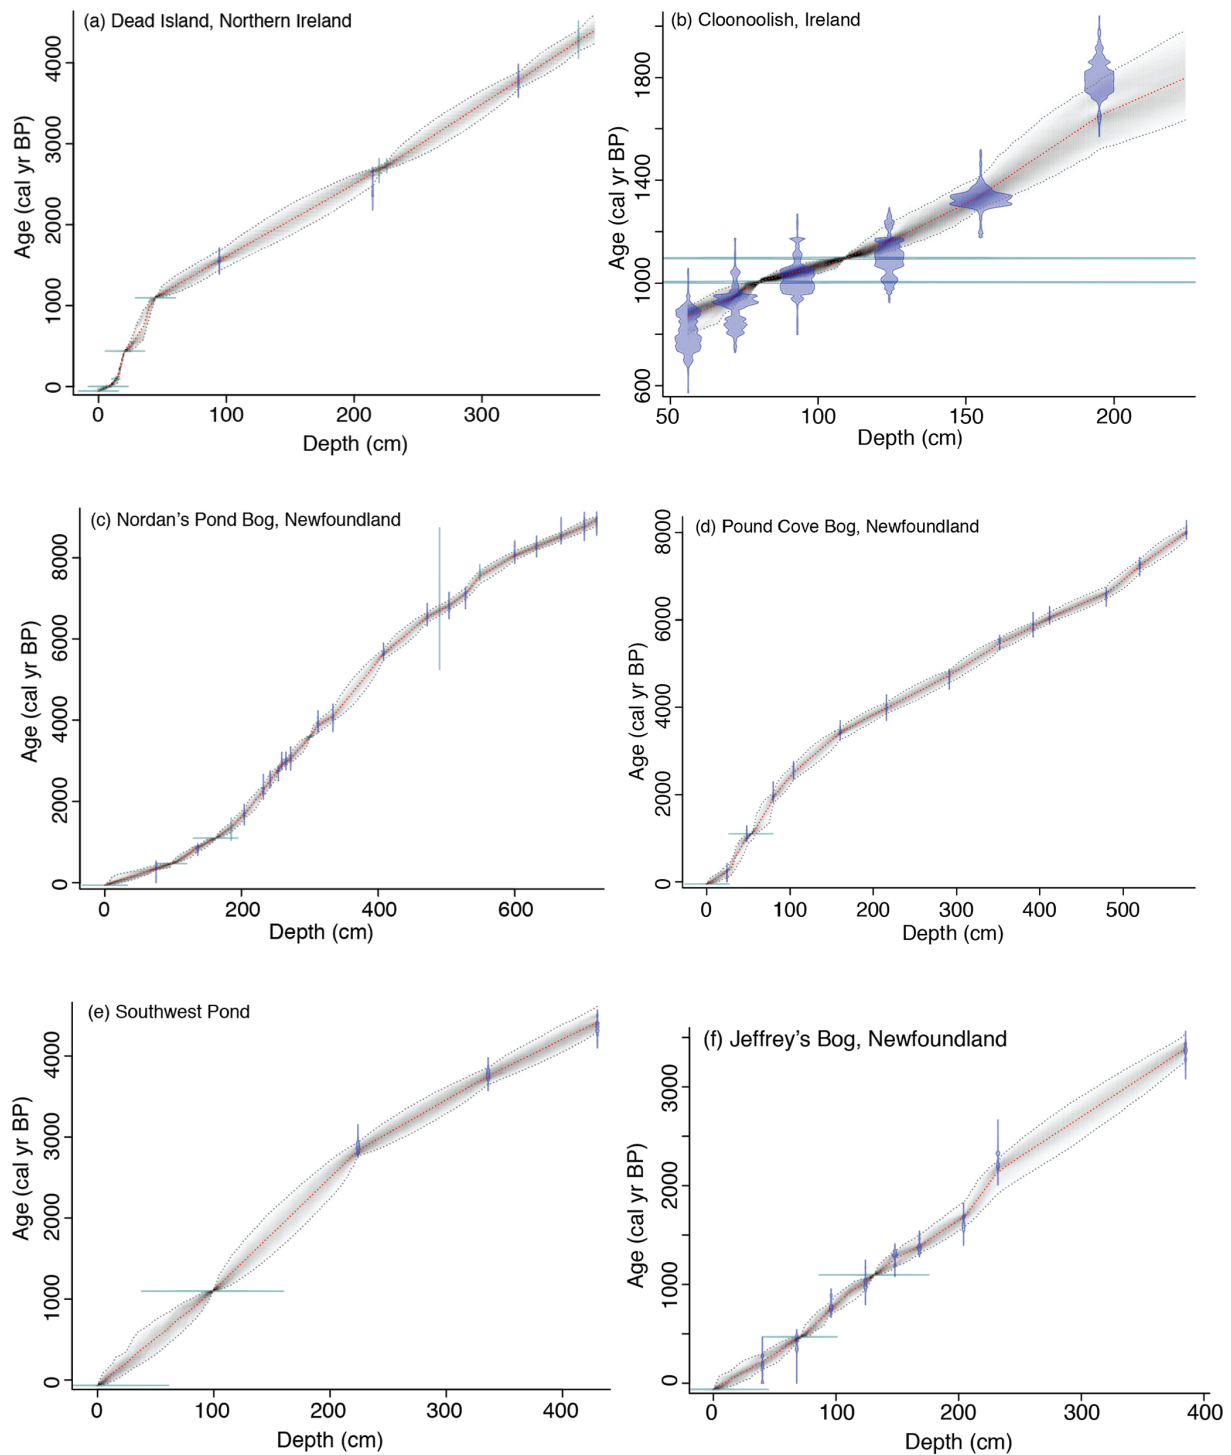 (a) Dead Island, Northern Ireland
Age (cal yr BP)
0 1000 2000 3000 4000
0 100 200 300
Depth (cm)
(b) Cloonoolish, Ireland
Age (cal yr BP)
600 1000 1400 1800
50 100 150 200
Depth (cm)
(c) Nordan's Pond Bog, Newfoundland
Age (cal yr BP)
0 2000 4000 6000 8000
0 200 400 600
Depth (cm)
(d) Pound Cove Bog, Newfoundland
Age (cal yr BP)
0 2000 4000 6000 8000
0 100 200 300 400 500
Depth (cm)
(e) Southwest Pond
Age (cal yr BP)
0 1000 2000 3000 4000
0 100 200 300 400
Depth (cm)
(f) Jeffrey's Bog, Newfoundland
Age (cal yr BP)
0 1000 2000 3000
0 100 200 300 400
Depth (cm)